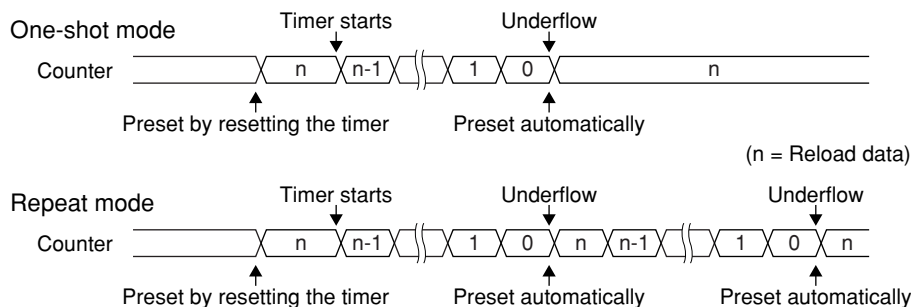 Timer starts Underflow
One-shot mode
Counter n n-1 1 0 n
Preset by resetting the timer Preset automatically
(n = Reload data)
Timer starts Underflow Underflow
Repeat mode
Counter n n-1 1 0 n n-1 1 0 n
Preset by resetting the timer Preset automatically Preset automatically